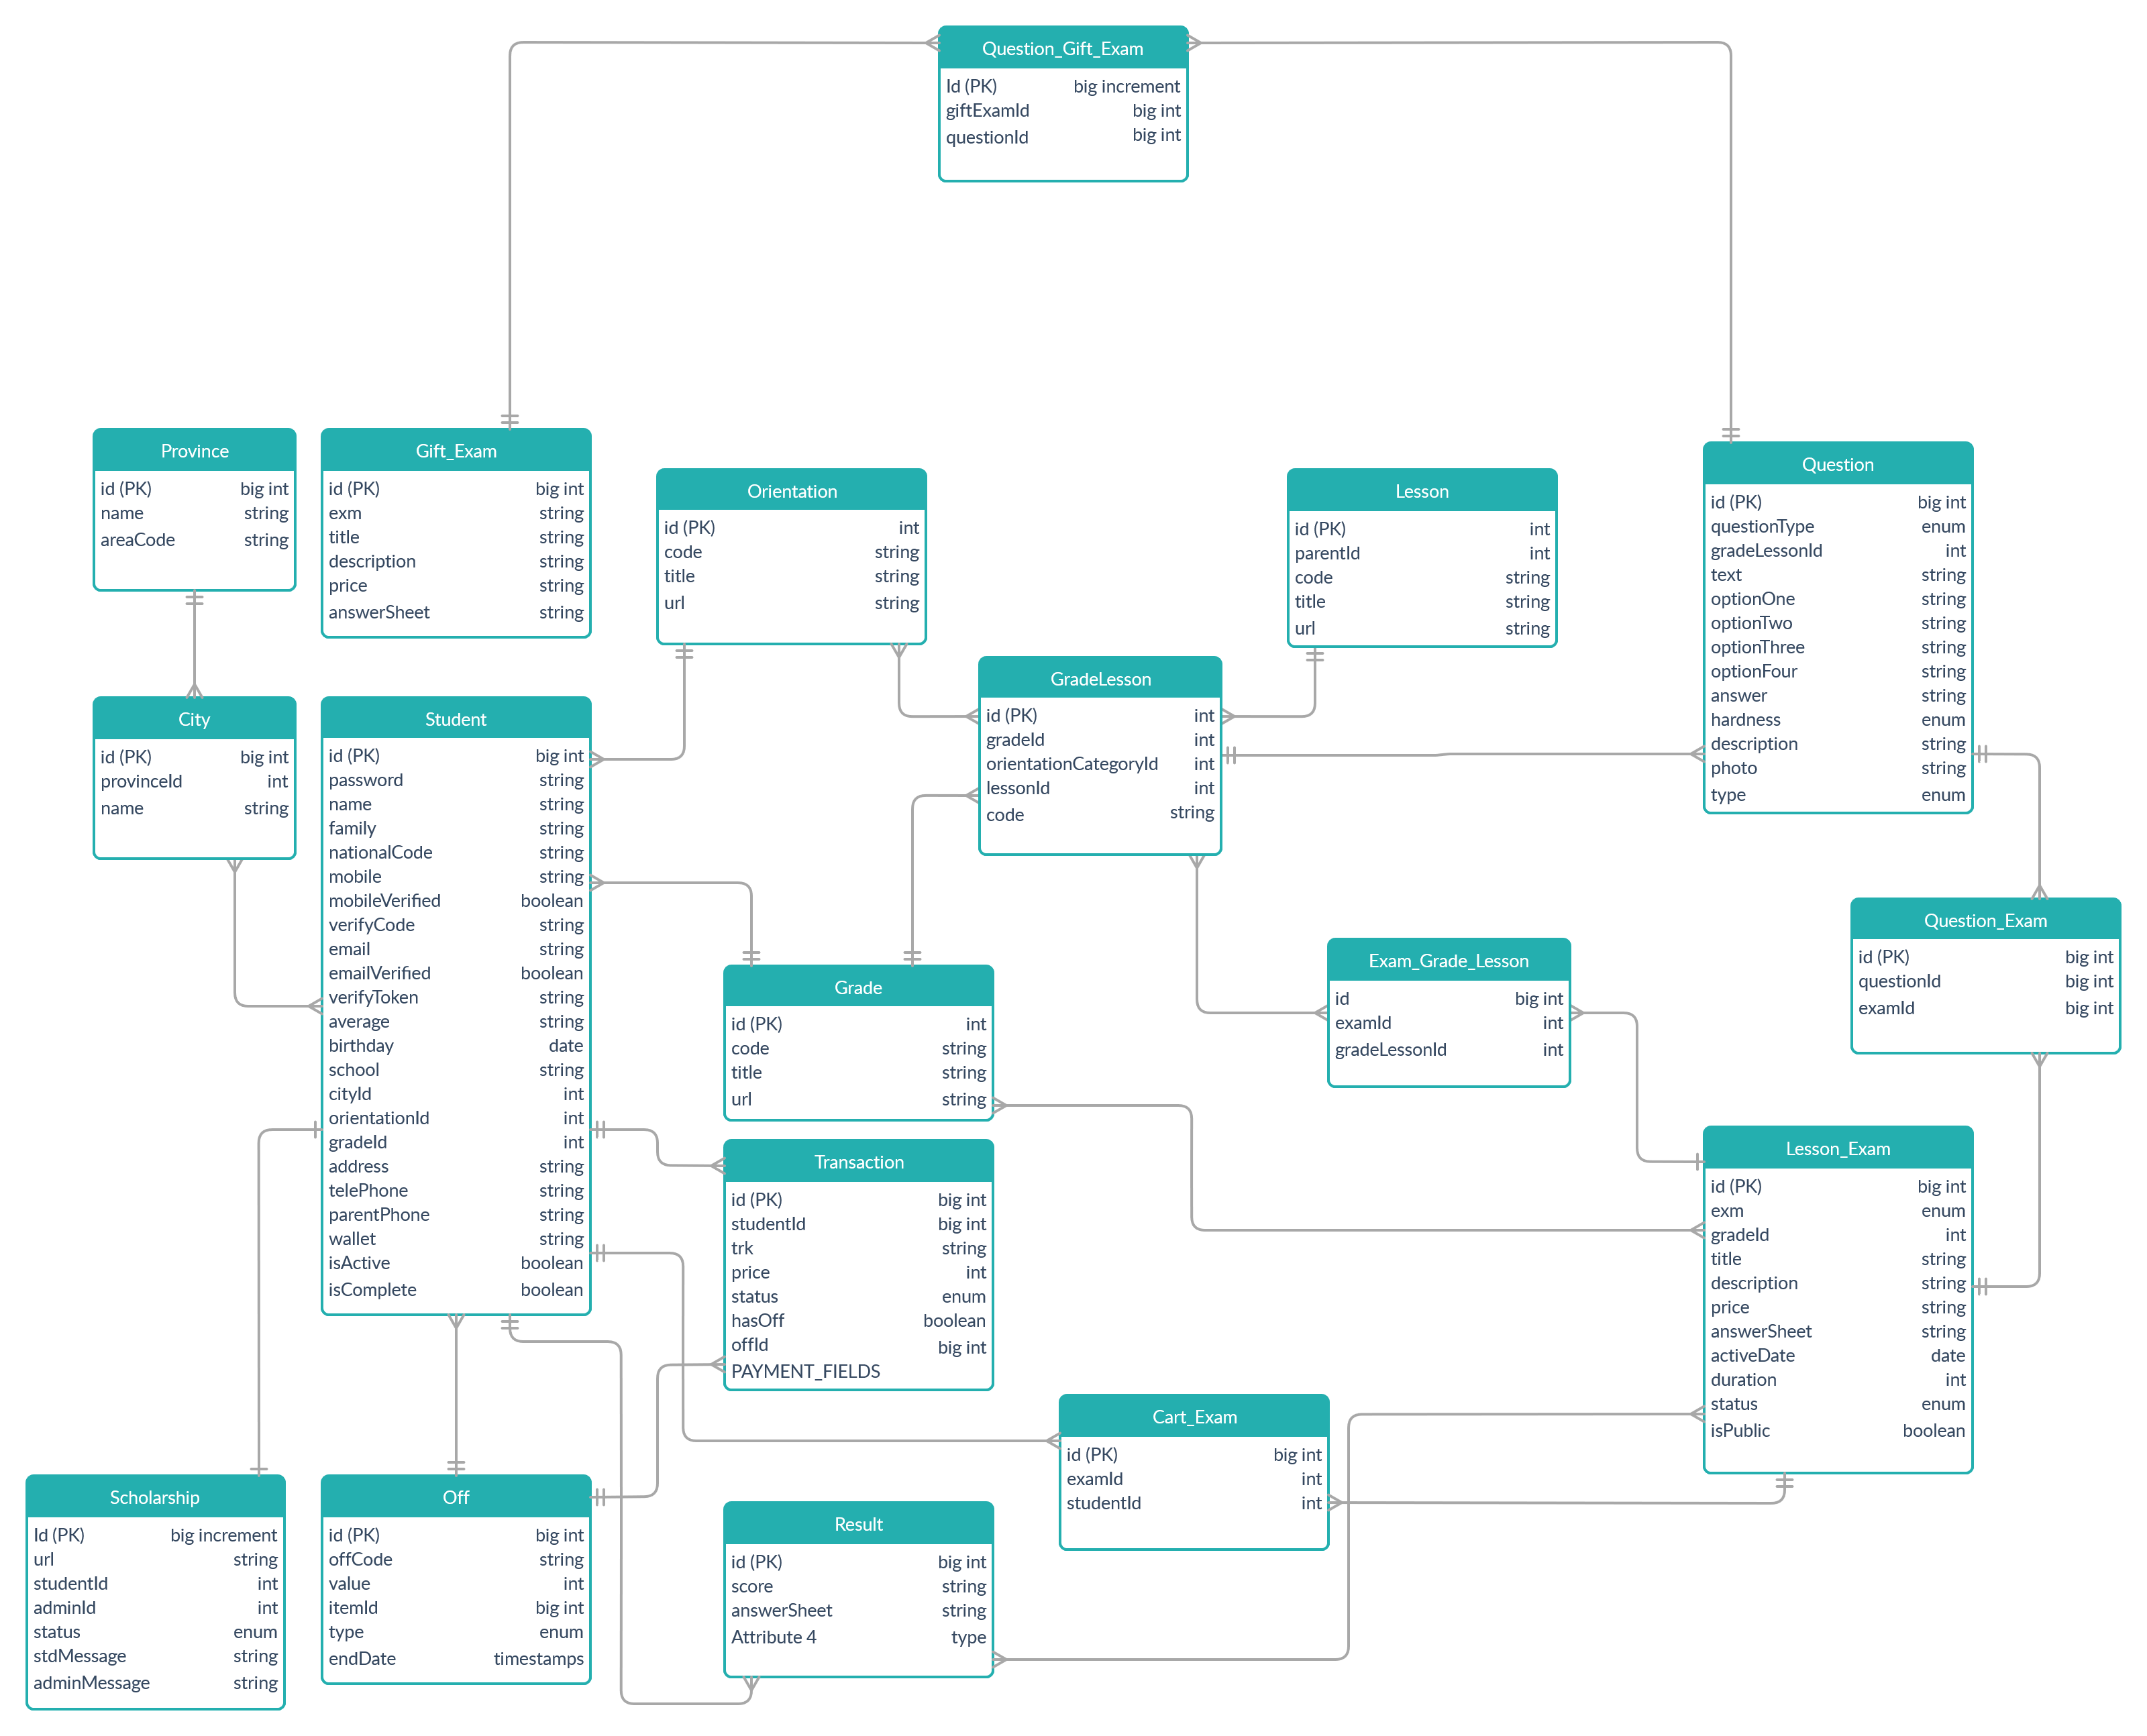 Question_Gift_Exam
Id (PK) big increment
giftExamId big int
questionId big int
Province
id (PK) big int
name string
areaCode string
Gift_Exam
id (PK) big int
exm string
title string
description string
price string
answerSheet string
Orientation
id (PK) int
code string
title string
url string
Lesson
id (PK) int
parentId int
code string
title string
url string
Question
id (PK) big int
questionType enum
gradeLessonId int
text string
optionOne string
optionTwo string
optionThree string
optionFour string
answer string
hardness enum
description string
photo string
type enum
GradeLesson
id (PK) int
gradeId int
orientationCategoryId int
lessonId int
code string
City
id (PK) big int
provinceId int
name string
Student
id (PK) big int
password string
name string
family string
nationalCode string
mobile string
mobileVerified boolean
verifyCode string
email string
emailVerified boolean
verifyToken string
average string
birthday date
school string
cityId int
orientationId int
gradeId int
address string
telePhone string
parentPhone string
wallet string
isActive boolean
isComplete boolean
Question_Exam
id (PK) big int
questionId big int
examId big int
Exam_Grade_Lesson
id big int
examId int
gradeLessonId int
Grade
id (PK) int
code string
title string
url string
Lesson_Exam
id (PK) big int
exm enum
gradeId int
title string
description string
price string
answerSheet string
activeDate date
duration int
status enum
isPublic boolean
Transaction
id (PK) big int
studentId big int
trk string
price int
status enum
hasOff boolean
offId big int
PAYMENT_FIELDS
Cart_Exam
id (PK) big int
examId int
studentId int
Scholarship
Id (PK) big increment
url string
studentId int
adminId int
status enum
stdMessage string
adminMessage string
Off
id (PK) big int
offCode string
value int
itemId big int
type enum
endDate timestamps
Result
id (PK) big int
score string
answerSheet string
Attribute 4 type